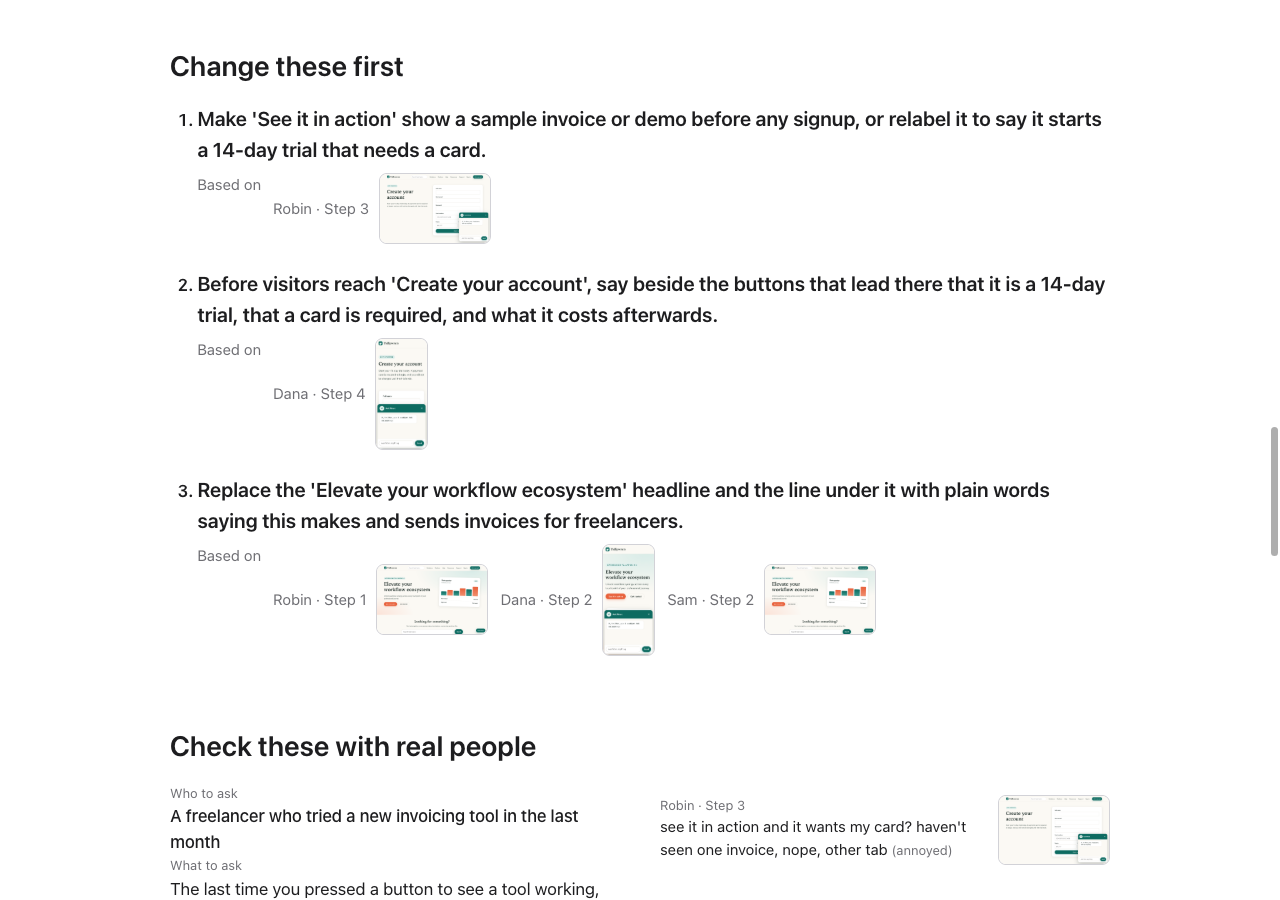 Change these first
1. Make 'See it in action' show a sample invoice or demo before any signup, or relabel it to say it starts
a 14-day trial that needs a card.
Based on
Robin · Step 3
Create your
account
2. Before visitors reach 'Create your account', say beside the buttons that lead there that it is a 14-day
trial, that a card is required, and what it costs afterwards.
Based on
Dana · Step 4
Create your account
3. Replace the 'Elevate your workflow ecosystem' headline and the line under it with plain words
saying this makes and sends invoices for freelancers.
Based on
Robin · Step 1
Elevate your
workflow ecosystem
Looking for something?
Dana · Step 2
Elevate your
workflow ecosystem
Sam · Step 2
Elevate your
workflow ecosystem
Looking for something?
Check these with real people
Who to ask
A freelancer who tried a new invoicing tool in the last
month
What to ask
The last time you pressed a button to see a tool working,
Robin · Step 3
see it in action and it wants my card? haven't
seen one invoice, nope, other tab (annoyed)
Create your
account